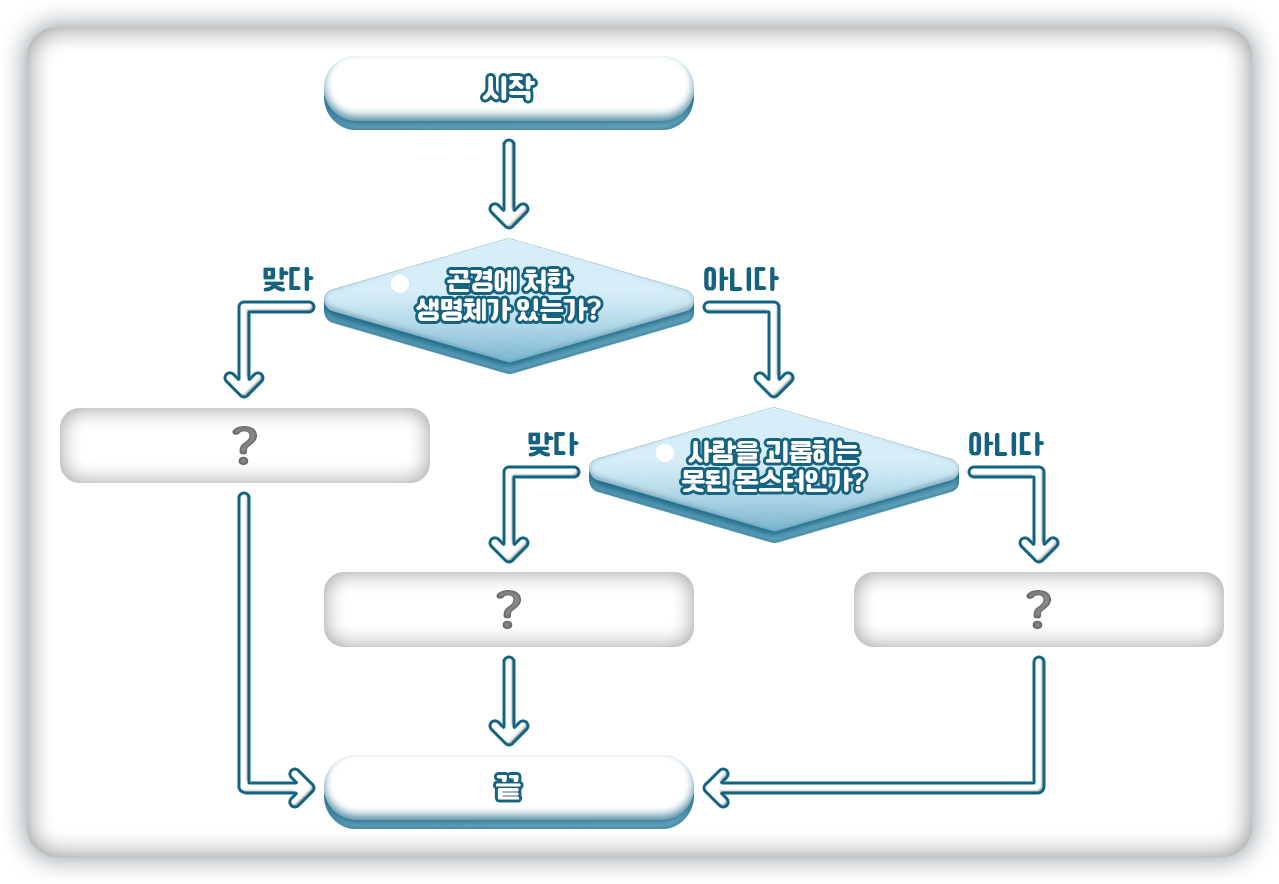 시작
맞다
곤경에 처한
생명체가 있는가?
아니다
?
맞다
사람을 괴롭히는
못된 몬스터인가?
아니다
?
?
끝